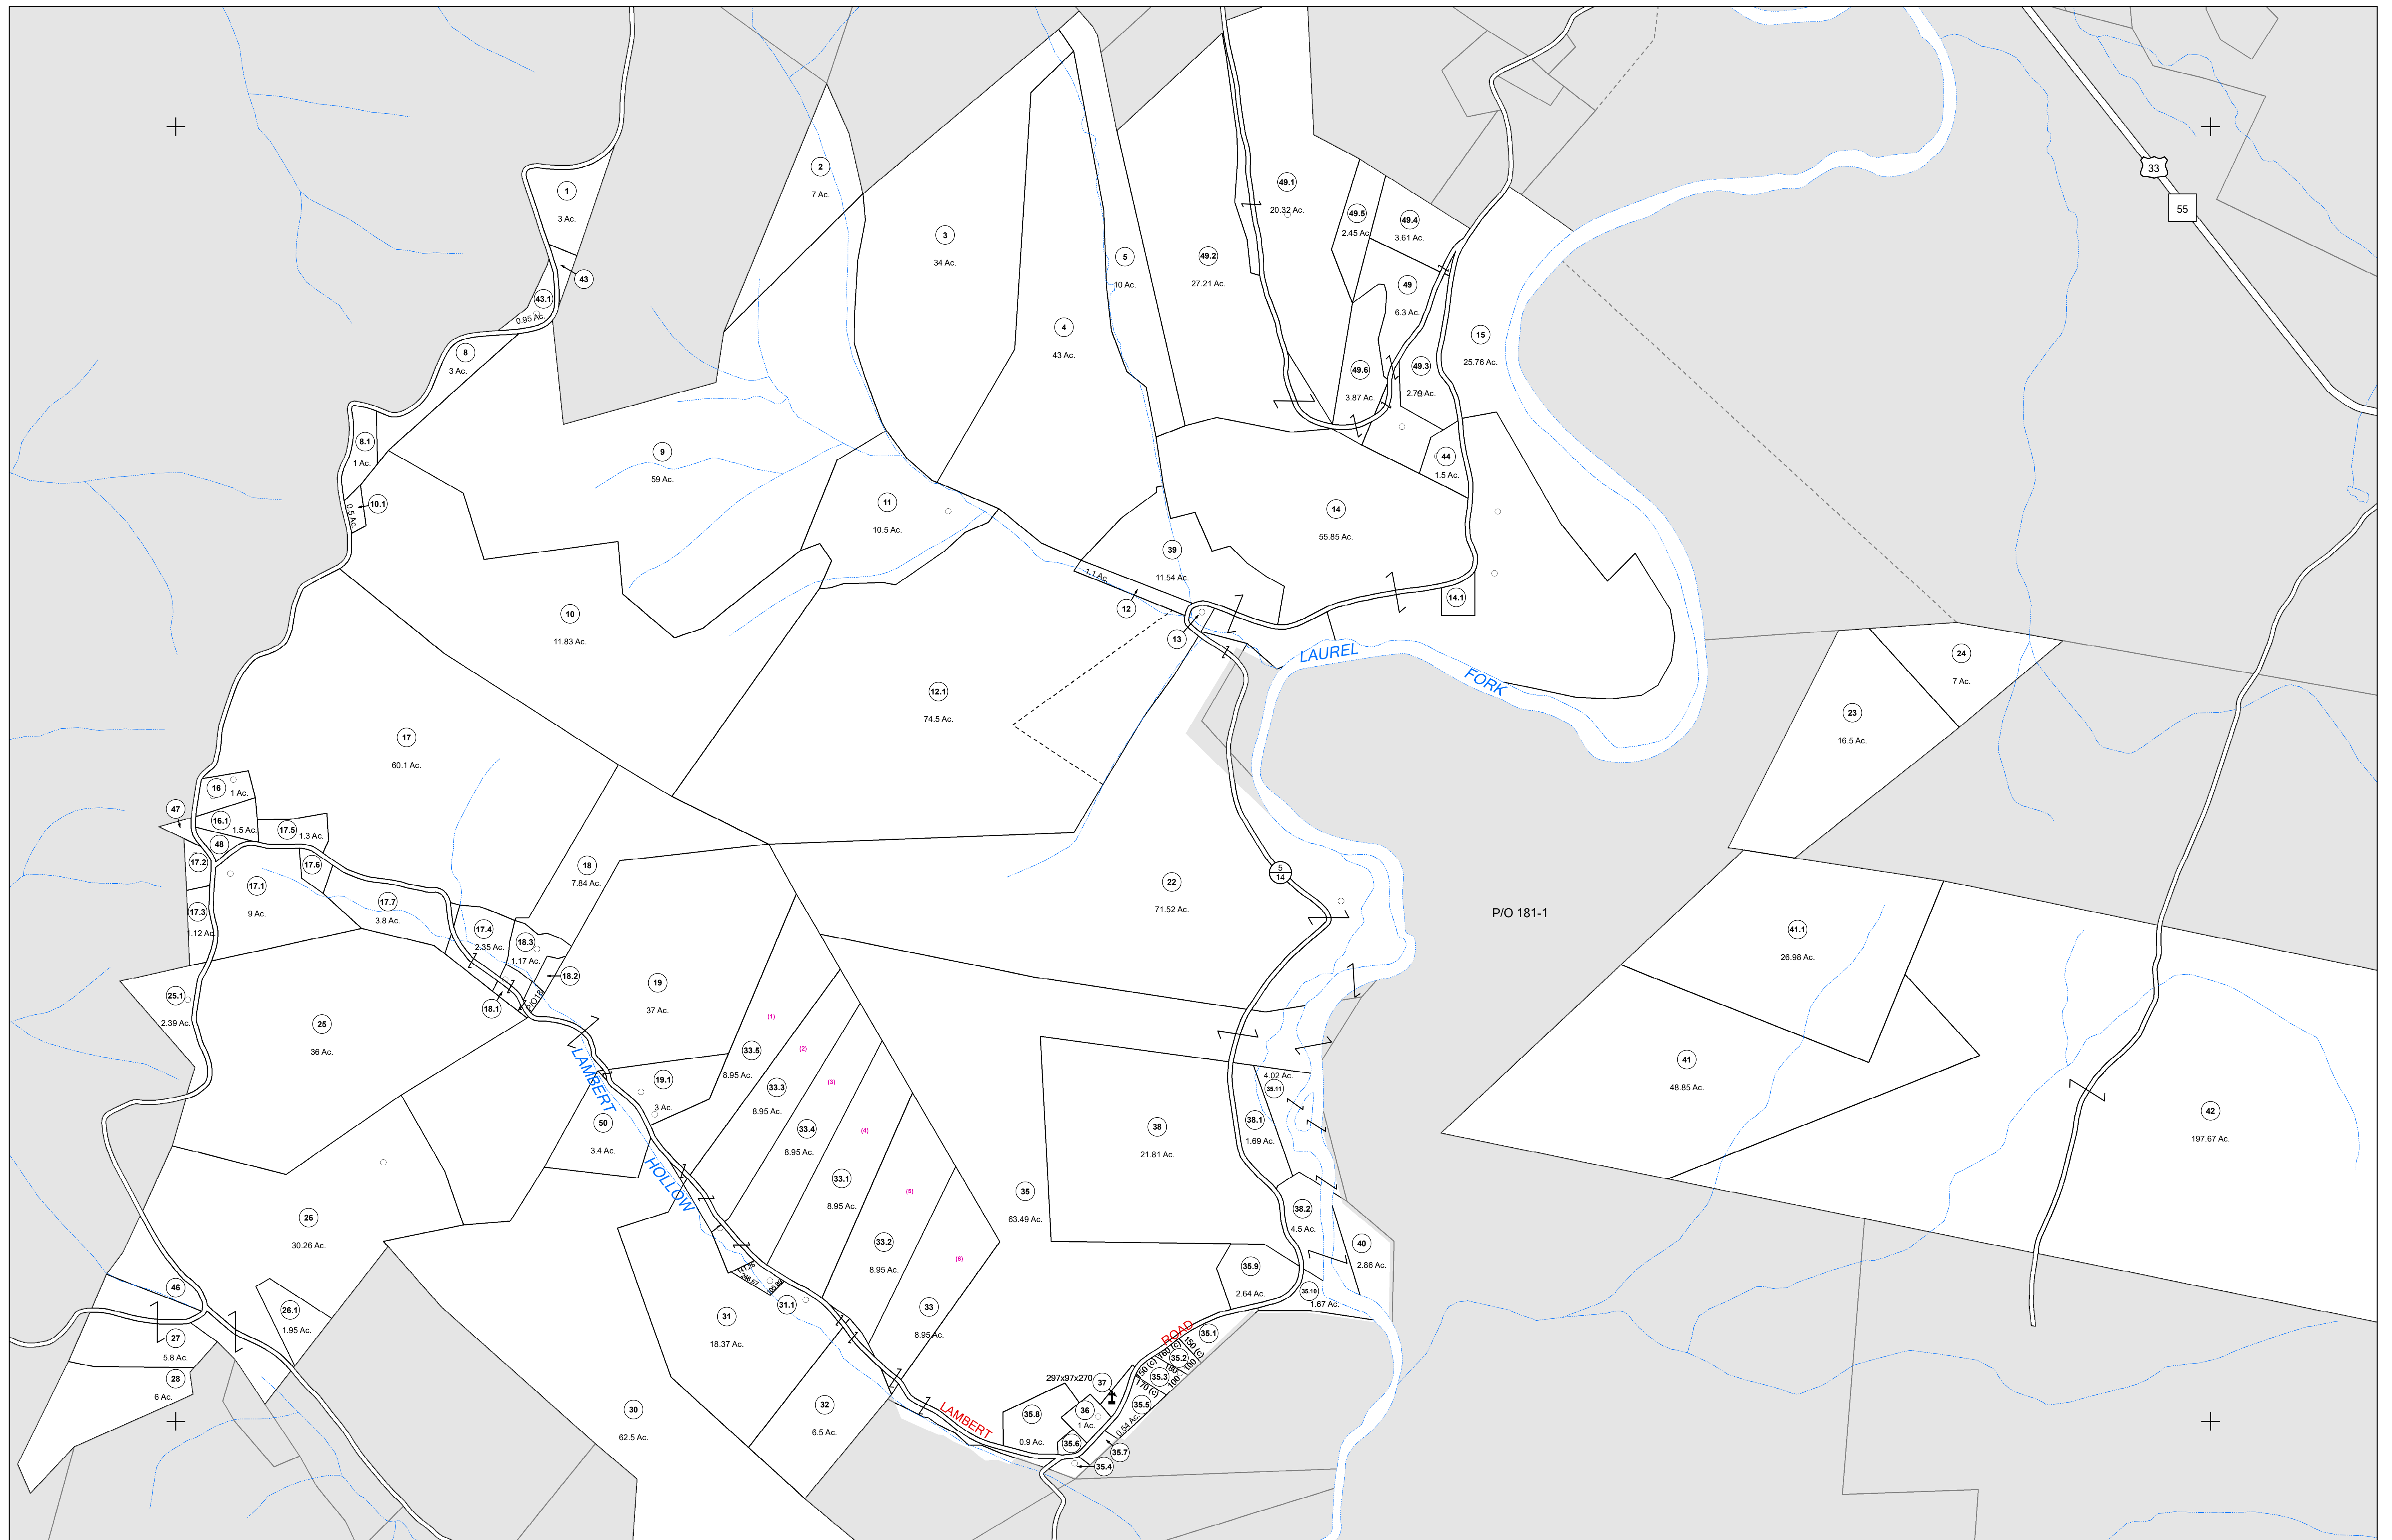 33
55
1
3 Ac.
43
43.1
0.95 Ac.
2
7 Ac.
3
34 Ac.
4
43 Ac.
5
10 Ac.
49.1
20.32 Ac.
49.2
27.21 Ac.
49.5
2.45 Ac.
49.4
3.61 Ac.
49
6.3 Ac.
49.6
3.87 Ac.
49.3
2.79 Ac.
15
25.76 Ac.
8
3 Ac.
8.1
1 Ac.
10.1
0.5 Ac.
9
59 Ac.
11
10.5 Ac.
44
1.5 Ac.
14
55.85 Ac.
39
11.54 Ac.
1.1 Ac.
12
13
14.1
10
11.83 Ac.
LAUREL
FORK
12.1
74.5 Ac.
24
7 Ac.
23
16.5 Ac.
17
60.1 Ac.
16
1 Ac.
47
16.1
1.5 Ac.
17.5
1.3 Ac.
48
17.2
17.6
17.1
9 Ac.
17.3
1.12 Ac.
17.7
3.8 Ac.
18
7.84 Ac.
17.4
2.35 Ac.
18.3
1.17 Ac.
18.2
18.1
P/O 18
5
14
22
71.52 Ac.
P/O 181-1
41.1
26.98 Ac.
41
48.85 Ac.
42
197.67 Ac.
25.1
2.39 Ac.
25
36 Ac.
19
37 Ac.
(1)
33.5
8.95 Ac.
(2)
33.3
8.95 Ac.
(3)
33.4
8.95 Ac.
(4)
33.1
8.95 Ac.
(5)
33.2
8.95 Ac.
(6)
33
8.95 Ac.
19.1
3 Ac.
50
3.4 Ac.
LAMBERT
HOLLOW
38
21.81 Ac.
4.02 Ac.
35.11
38.1
1.69 Ac.
35
63.49 Ac.
38.2
4.5 Ac.
40
2.86 Ac.
35.9
2.64 Ac.
35.10
1.67 Ac.
26
30.26 Ac.
46
26.1
1.95 Ac.
27
5.8 Ac.
28
6 Ac.
31
18.37 Ac.
31.1
30
62.5 Ac.
32
6.5 Ac.
LAMBERT
ROAD
35.1
150 (c)
160 (c)
35.2
100
180
150 (c)
35.3
100
170 (c)
35.5
0.54 Ac.
297x97x270
37
36
1 Ac.
35.8
0.9 Ac.
35.6
35.7
35.4